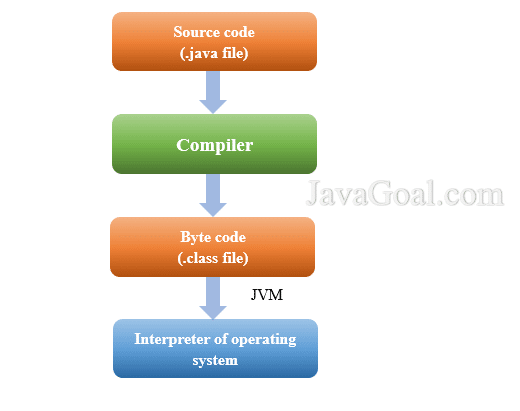 Source code
(.java file)
Compiler
JavaGoal.com
Byte code
(.class file)
JVM
Interpreter of operating
system